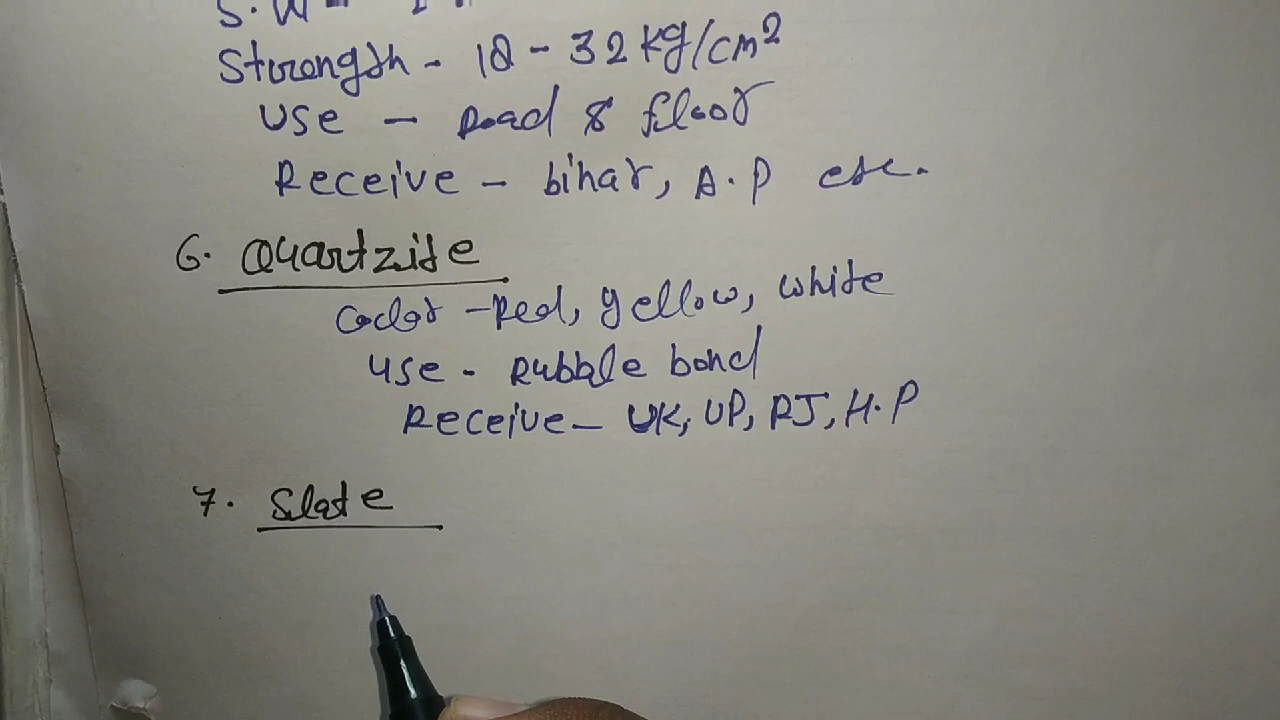 Strength - 18 - 32 kg/cm²
Use - Road & floor
Receive - bihar, A.P etc.
6. Quartzite
Color - Red, yellow, white
Use - Rubble bond
Receive - UK, UP, RJ, H.P
7. Slate